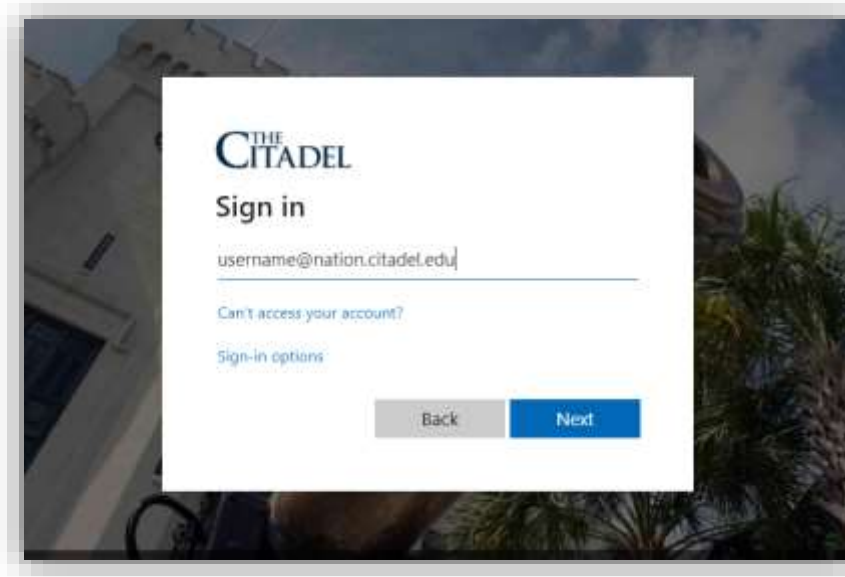 THE
CITADEL
Sign in
username@nation.citadel.edu
Can't access your account?
Sign-in options
Back Next